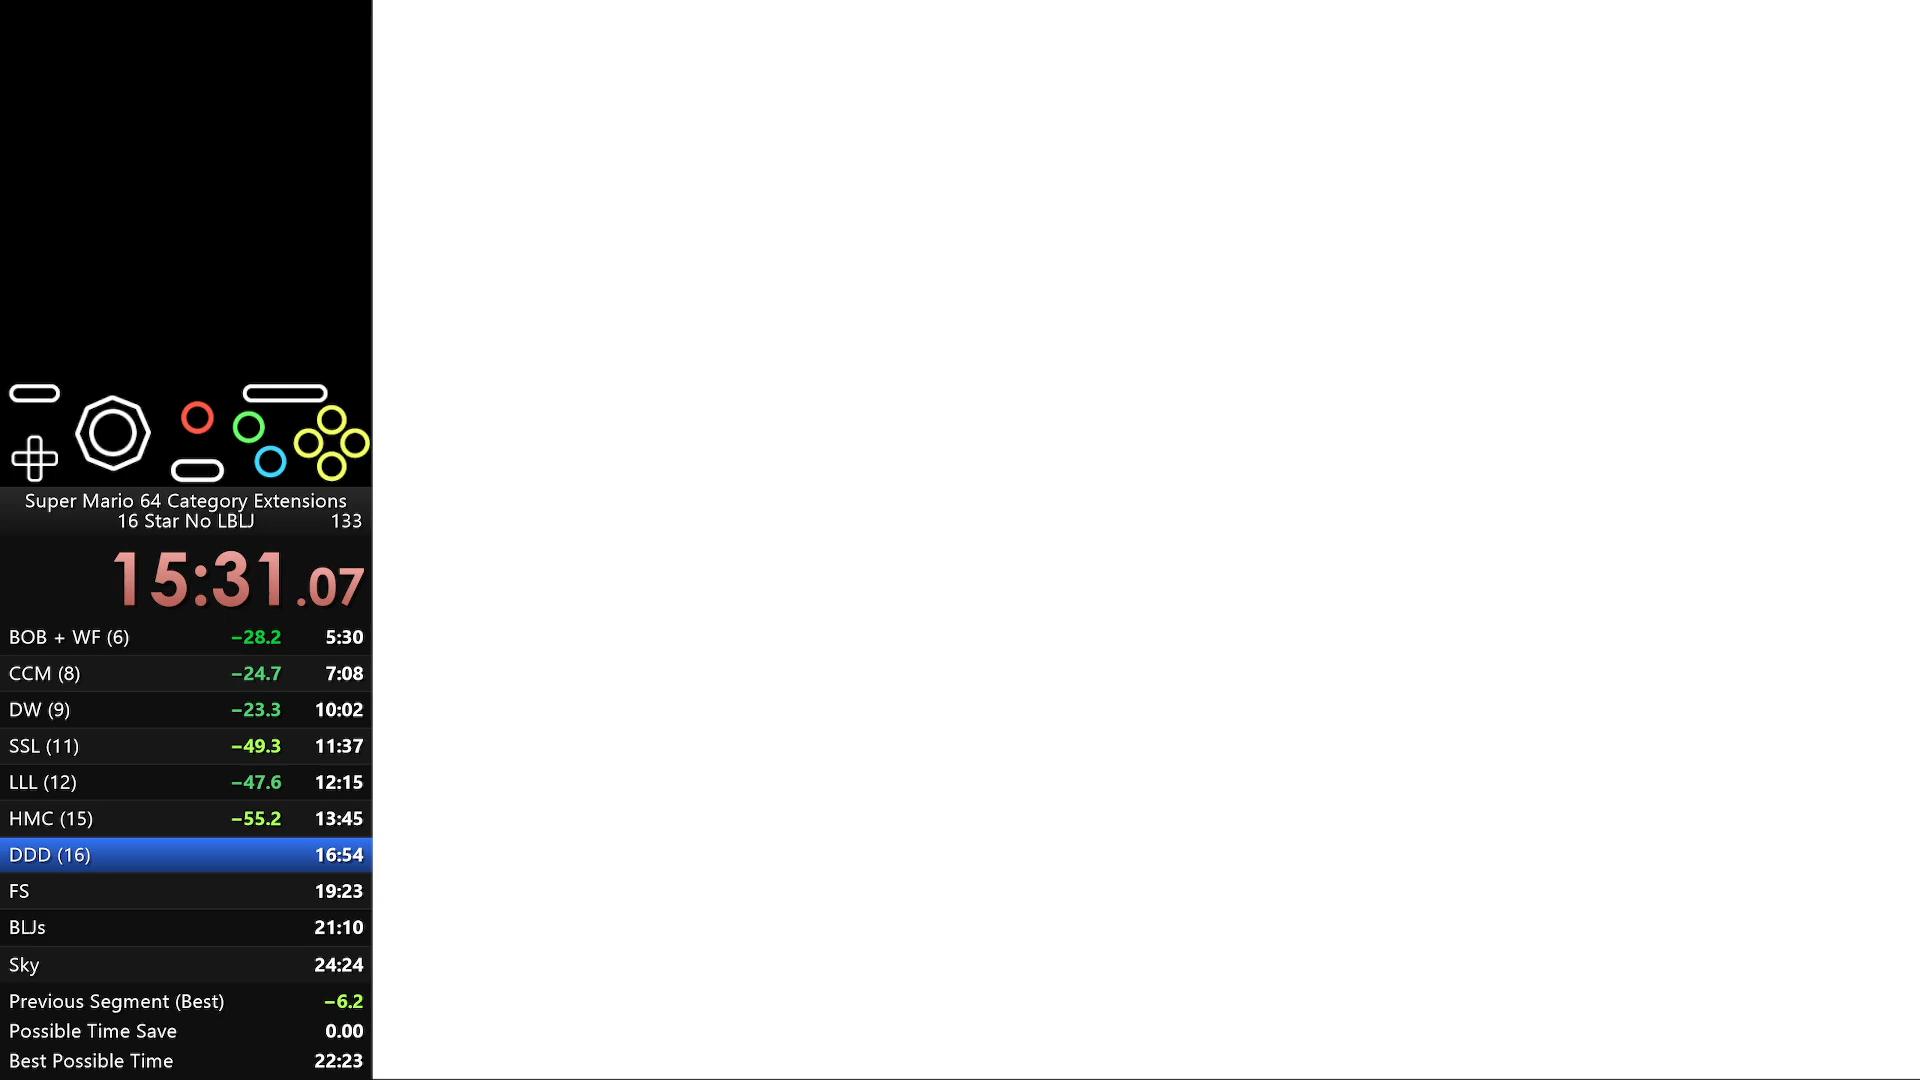 Super Mario 64 Category Extensions
16 Star No LBLJ 133
15:31.07
BOB + WF (6) −28.2 5:30
CCM (8) −24.7 7:08
DW (9) −23.3 10:02
SSL (11) −49.3 11:37
LLL (12) −47.6 12:15
HMC (15) −55.2 13:45
DDD (16) 16:54
FS 19:23
BLJs 21:10
Sky 24:24
Previous Segment (Best) −6.2
Possible Time Save 0.00
Best Possible Time 22:23